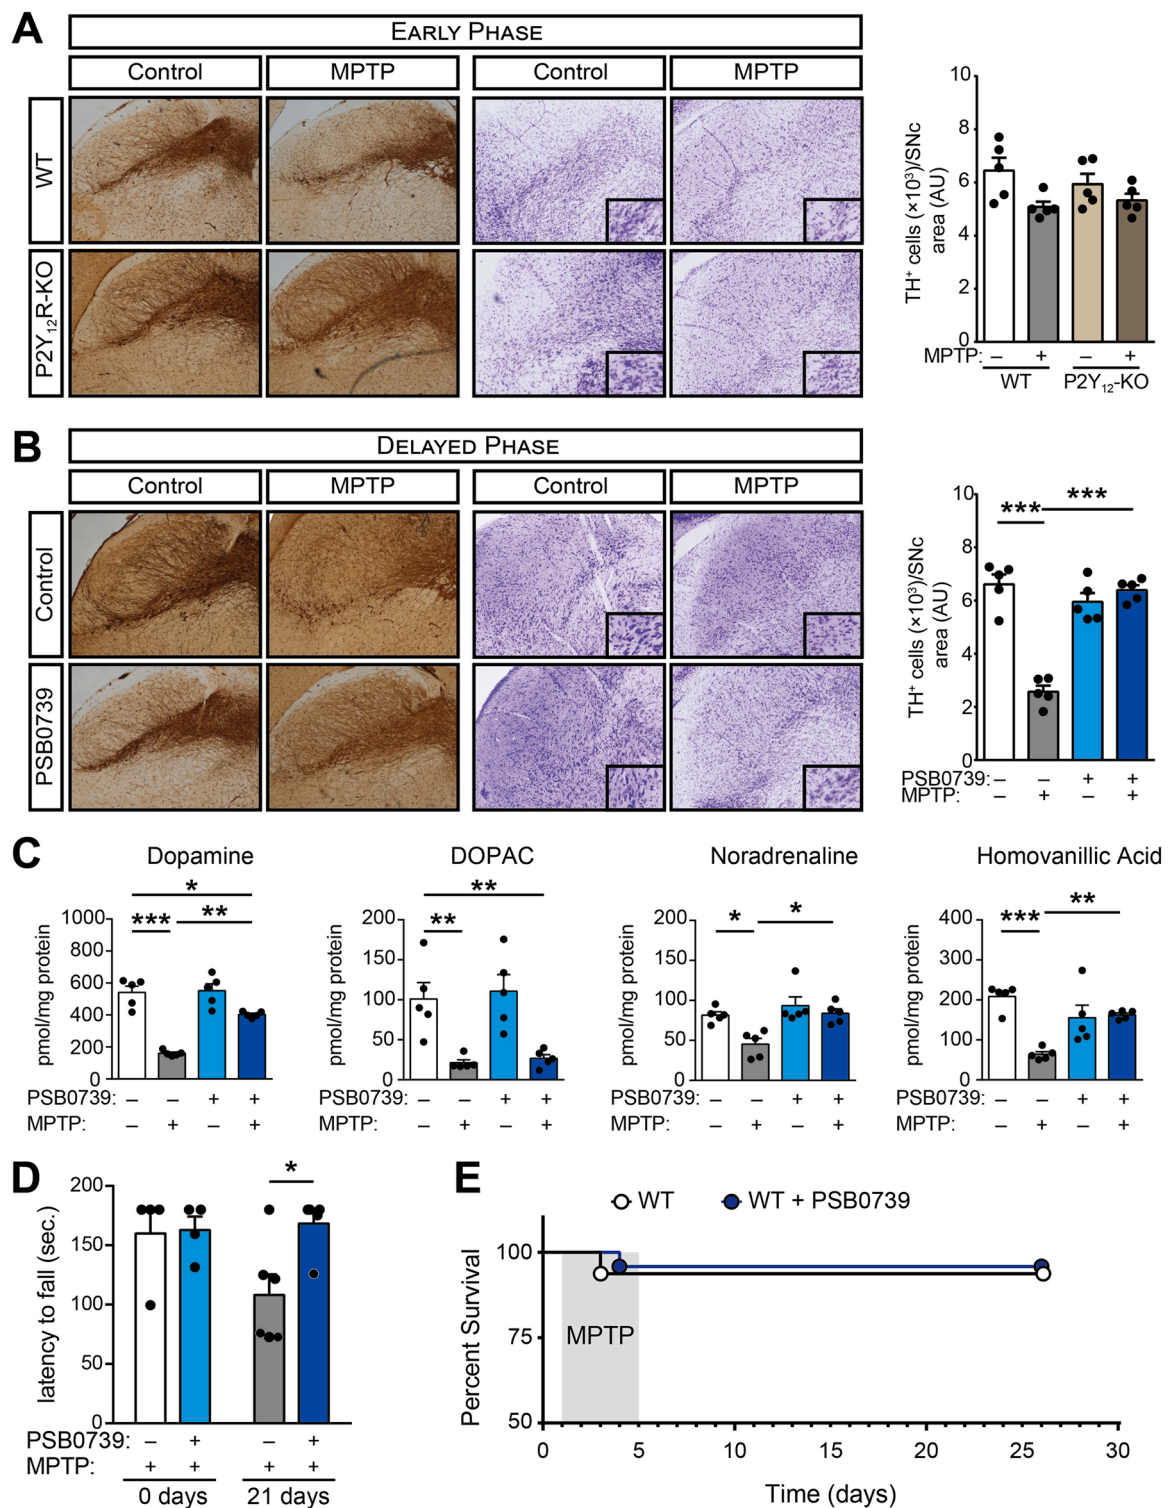 A
EARLY PHASE
Control MPTP Control MPTP
WT
P2Y12R-KO
TH+ cells (×10³)/SNc
area (AU)
10
8
6
4
2
0
MPTP: – + – +
WT P2Y12-KO
B
DELAYED PHASE
Control MPTP Control MPTP
Control
PSB0739
TH+ cells (×10³)/SNc
area (AU)
10
8
6
4
2
0
*** ***
PSB0739: – – + +
MPTP: – + – +
C
Dopamine
pmol/mg protein
1000
800
600
400
200
0
*
*** **
PSB0739: – – + +
MPTP: – + – +
DOPAC
pmol/mg protein
200
150
100
50
0
**
**
– – + +
– + – +
Noradrenaline
pmol/mg protein
200
150
100
50
0
* *
PSB0739: – – + +
MPTP: – + – +
Homovanillic Acid
pmol/mg protein
400
300
200
100
0
**
***
PSB0739: – – + +
MPTP: – + – +
D
latency to fall (sec.)
200
150
100
50
0
*
PSB0739: – + – +
MPTP: + + + +
0 days 21 days
E
WT WT + PSB0739
Percent Survival
100
75
50
MPTP
0 5 10 15 20 25 30
Time (days)